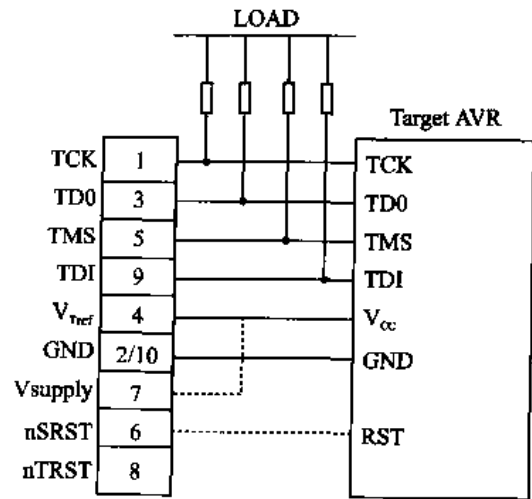 LOAD
Target AVR
TCK 1 TCK
TD0 3 TD0
TMS 5 TMS
TDI 9 TDI
VTref 4 Vcc
GND 2/10 GND
Vsupply 7
nSRST 6 RST
nTRST 8